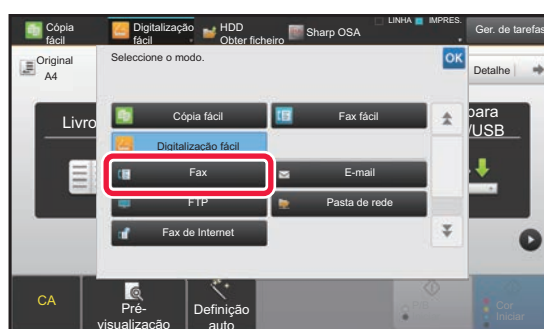 Cópia
fácil
Digitalização
fácil
HDD
Obter ficheiro
Sharp OSA
LINHA
IMPRES.
Ger. de tarefas
Original
A4
Seleccione o modo.
OK
Detalhe
Livro
para
/USB
Cópia fácil
Fax fácil
Digitalização fácil
Fax
E-mail
FTP
Pasta de rede
Fax de Internet
CA
Pré-
visualização
Definição
auto
Cor
Iniciar